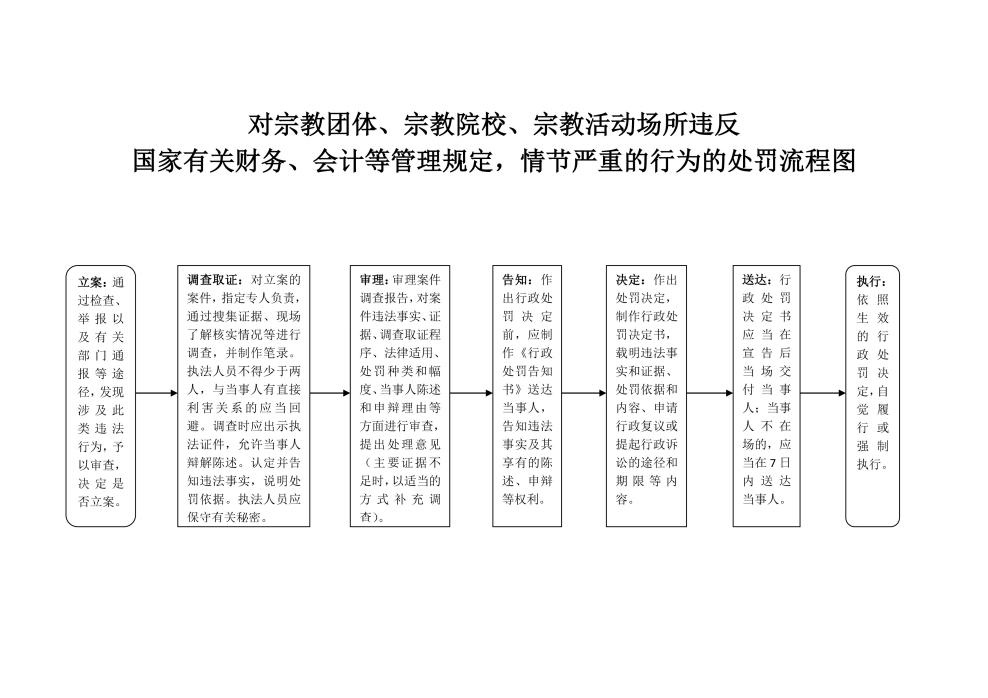 对宗教团体、宗教院校、宗教活动场所违反
国家有关财务、会计等管理规定，情节严重的行为的处罚流程图
立案：通
过检查、
举报以
及有关
部门通
报等途
径，发现
涉及此
类违法
行为，予
以审查，
决定是
否立案。
调查取证：对立案的
案件，指定专人负责，
通过搜集证据、现场
了解核实情况等进行
调查，并制作笔录。
执法人员不得少于两
人，与当事人有直接
利害关系的应当回
避。调查时应出示执
法证件，允许当事人
辩解陈述。认定并告
知违法事实，说明处
罚依据。执法人员应
保守有关秘密。
审理：审理案件
调查报告，对案
件违法事实、证
据、调查取证程
序、法律适用、
处罚种类和幅
度、当事人陈述
和申辩理由等
方面进行审查，
提出处理意见
（主要证据不
足时，以适当的
方式补充调
查）。
告知：作
出行政处
罚决定
前，应制
作《行政
处罚告知
书》送达
当事人，
告知违法
事实及其
享有的陈
述、申辩
等权利。
决定：作出
处罚决定，
制作行政处
罚决定书，
载明违法事
实和证据、
处罚依据和
内容、申请
行政复议或
提起行政诉
讼的途径和
期限等内
容。
送达：行
政处罚
决定书
应当在
宣告后
当场交
付当事
人；当事
人不在
场的，应
当在7日
内送达
当事人。
执行：
依照
生效
的行
政处
罚决
定，自
觉履
行或
强制
执行。